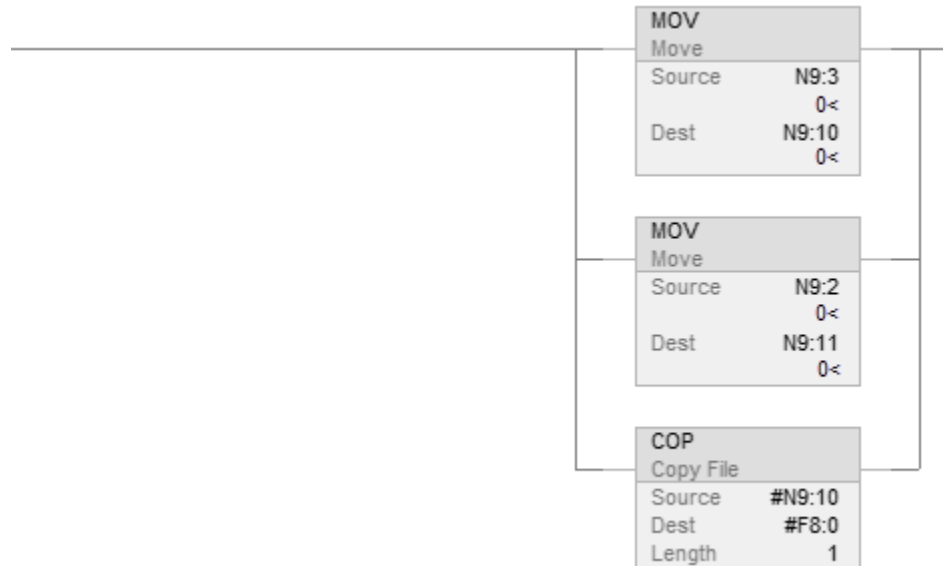 MOV
Move
Source N9:3
0<
Dest N9:10
0<
MOV
Move
Source N9:2
0<
Dest N9:11
0<
COP
Copy File
Source #N9:10
Dest #F8:0
Length 1